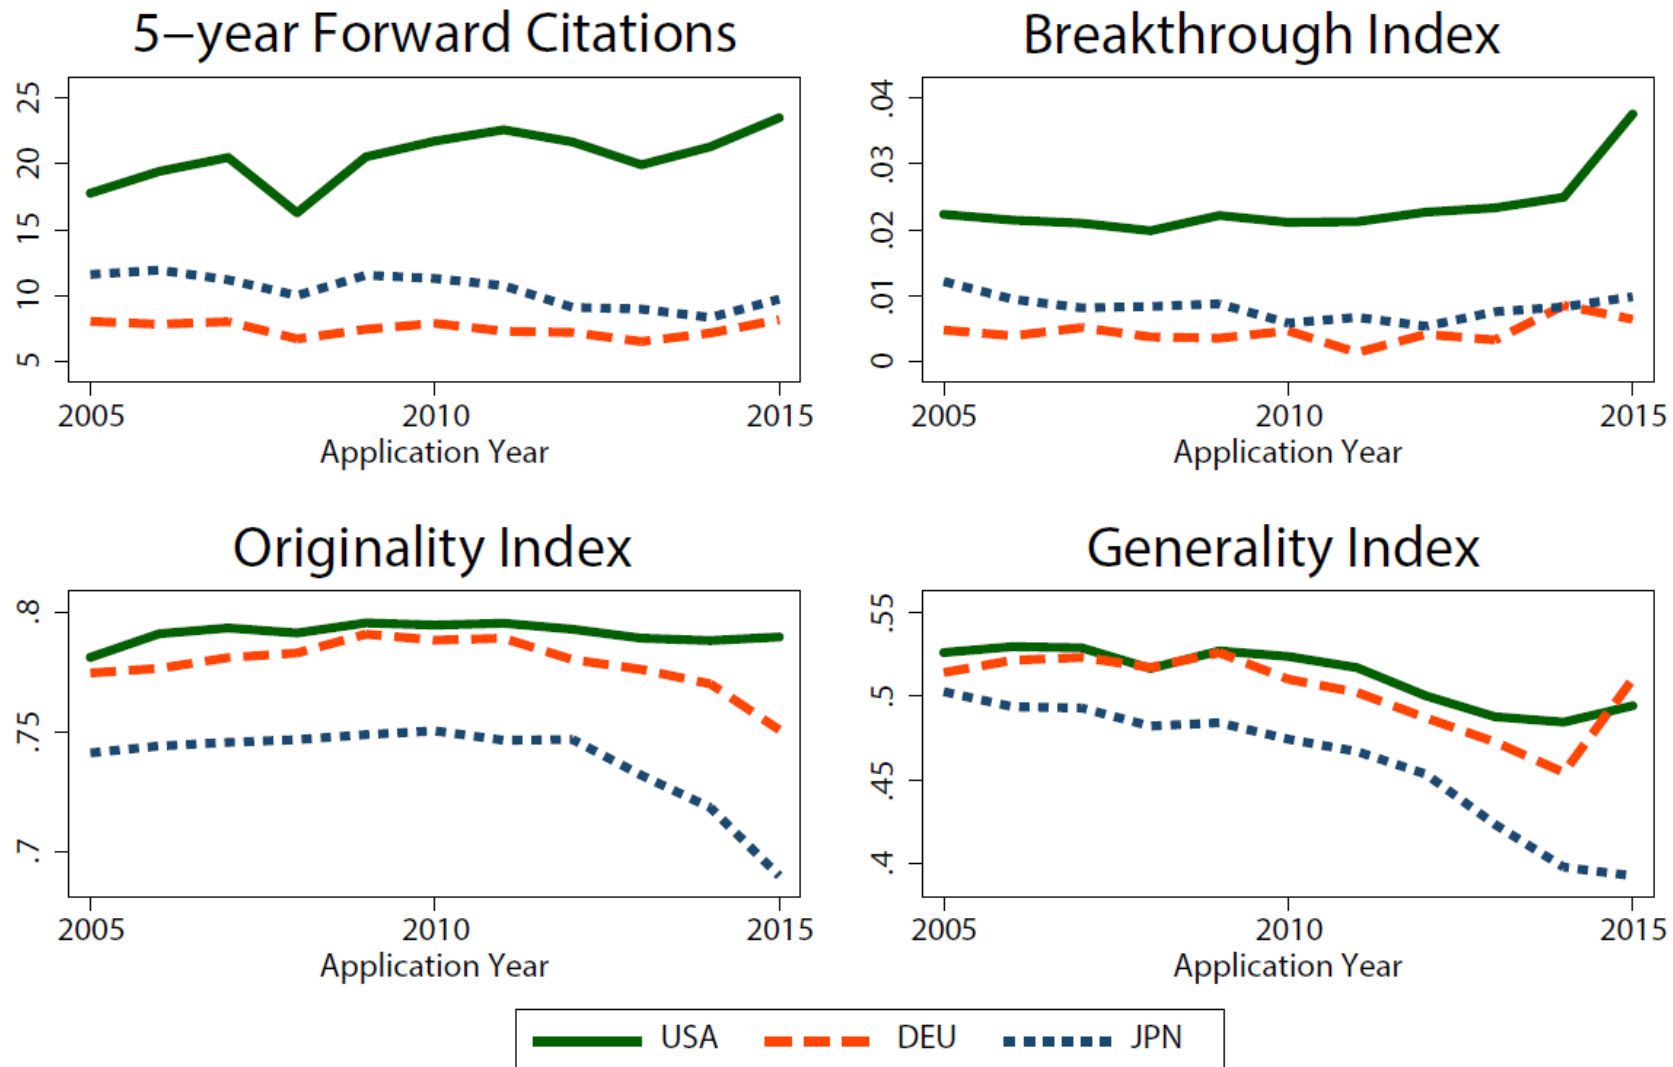 5−year Forward Citations
25
20
15
10
5
2005 2010 2015
Application Year
Breakthrough Index
.04
.03
.02
.01
0
2005 2010 2015
Application Year
Originality Index
.8
.75
.7
2005 2010 2015
Application Year
Generality Index
.55
.5
.45
.4
2005 2010 2015
Application Year
USA DEU JPN